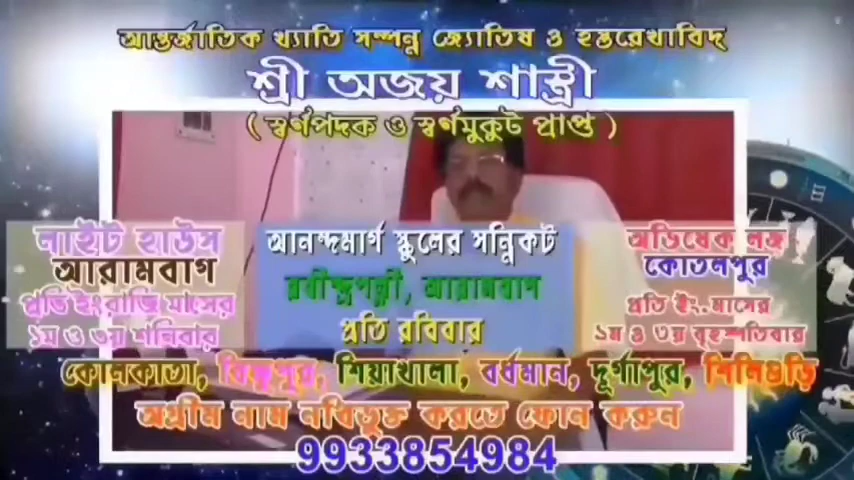 আন্তর্জাতিক খ্যাতি সম্পন্ন জ্যোতিষ ও হস্তরেখাবিদ্
শ্রী অজয় শাস্ত্রী
( স্বর্ণপদক ও স্বর্ণমুকুট প্রাপ্ত )
লাইট হাউস
আরামবাগ
প্রতি ইংরাজি মাসের
১ম ও ৩য় শনিবার
আনন্দমার্গ স্কুলের সন্নিকট
রবীন্দ্রপল্লী, আরামবাগ
প্রতি রবিবার
অভিষেক লজ
কোতলপুর
প্রতি ইং.মাসের
১ম ও ৩য় বৃহস্পতিবার
কোলকাতা, বিষ্ণুপুর, শিয়াখালা, বর্ধমান, দূর্গাপুর, শিলিগুড়ি
অগ্রীম নাম নথিভুক্ত করতে ফোন করুন
9933854984